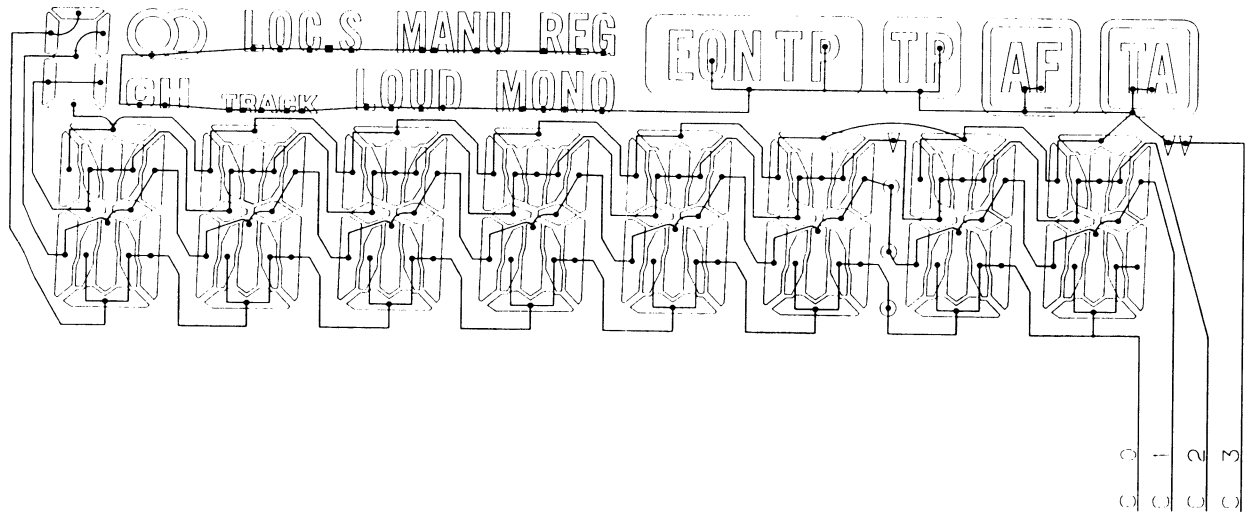 LOC.S MANU REG
EON TP TP AF TA
CH TRACK LOUD MONO
C 0
C 1
C 2
C 3